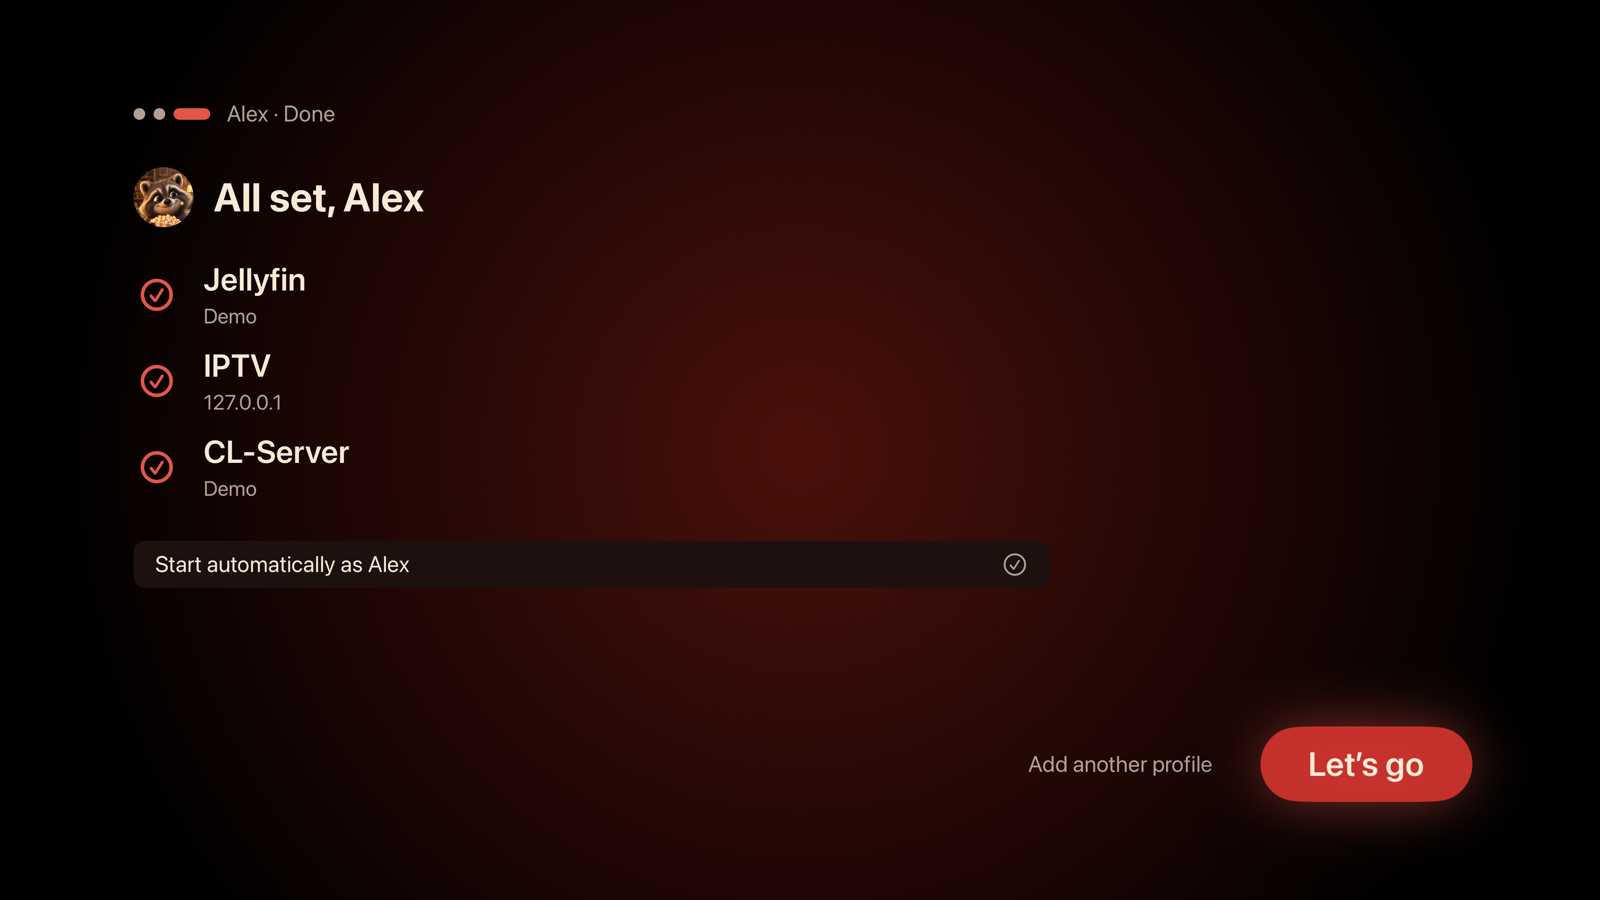 Alex · Done
All set, Alex
Jellyfin
Demo
IPTV
127.0.0.1
CL-Server
Demo
Start automatically as Alex
Add another profile
Let’s go